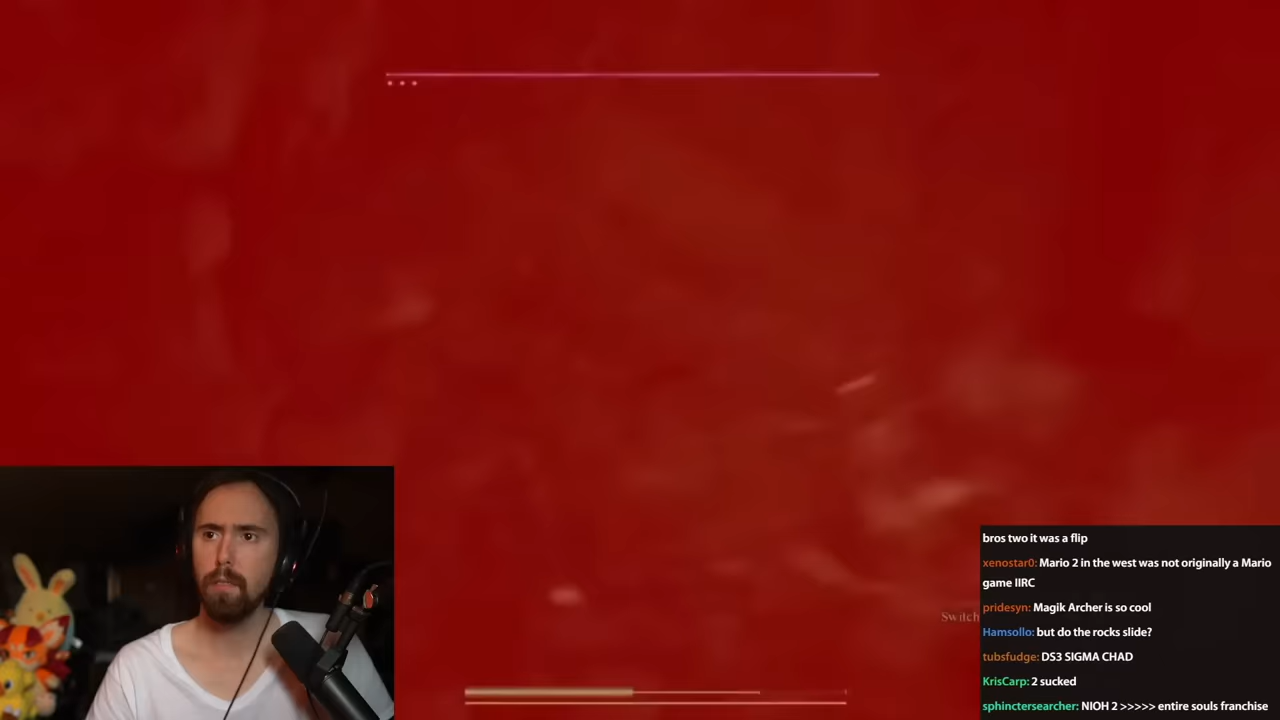 bros two it was a flip
xenostar0: Mario 2 in the west was not originally a Mario
game IIRC
pridesyn: Magik Archer is so cool
Switch
Hamsollo: but do the rocks slide?
tubsfudge: DS3 SIGMA CHAD
KrisCarp: 2 sucked
sphinctersearcher: NIOH 2 >>>>> entire souls franchise